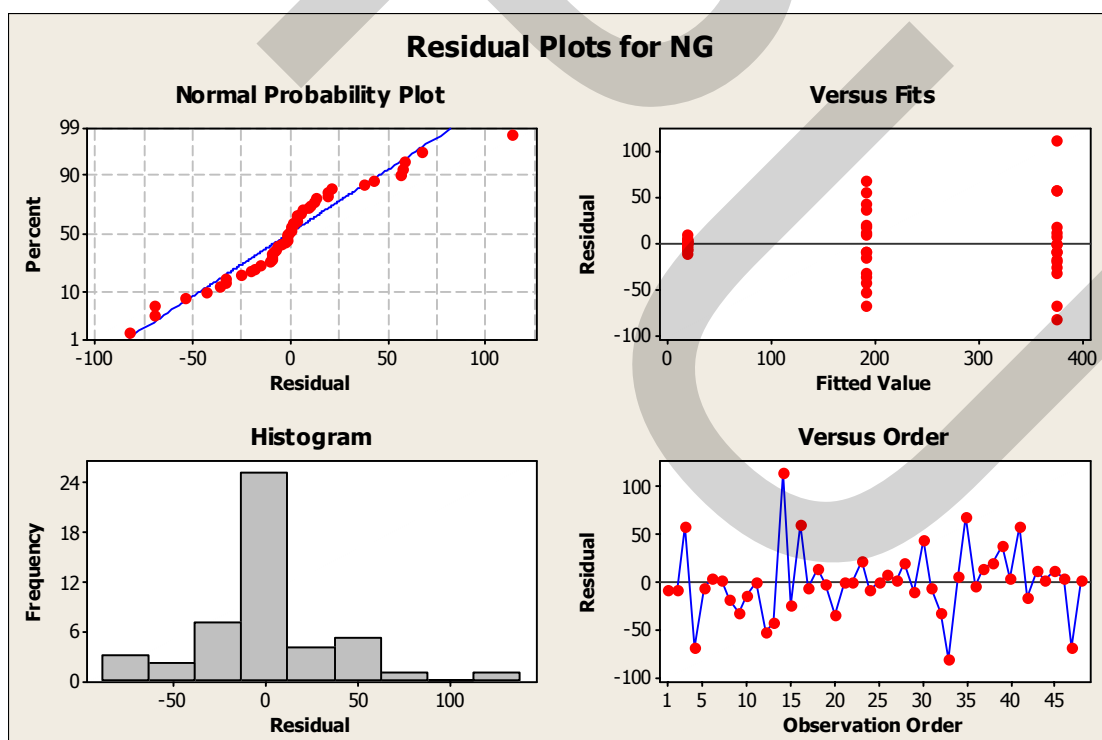 Residual Plots for NG
Normal Probability Plot
99
90
50
10
1
Percent
-100 -50 0 50 100
Residual
Versus Fits
100
50
0
-50
-100
Residual
0 100 200 300 400
Fitted Value
Histogram
24
18
12
6
0
Frequency
-50 0 50 100
Residual
Versus Order
100
50
0
-50
-100
Residual
1 5 10 15 20 25 30 35 40 45
Observation Order